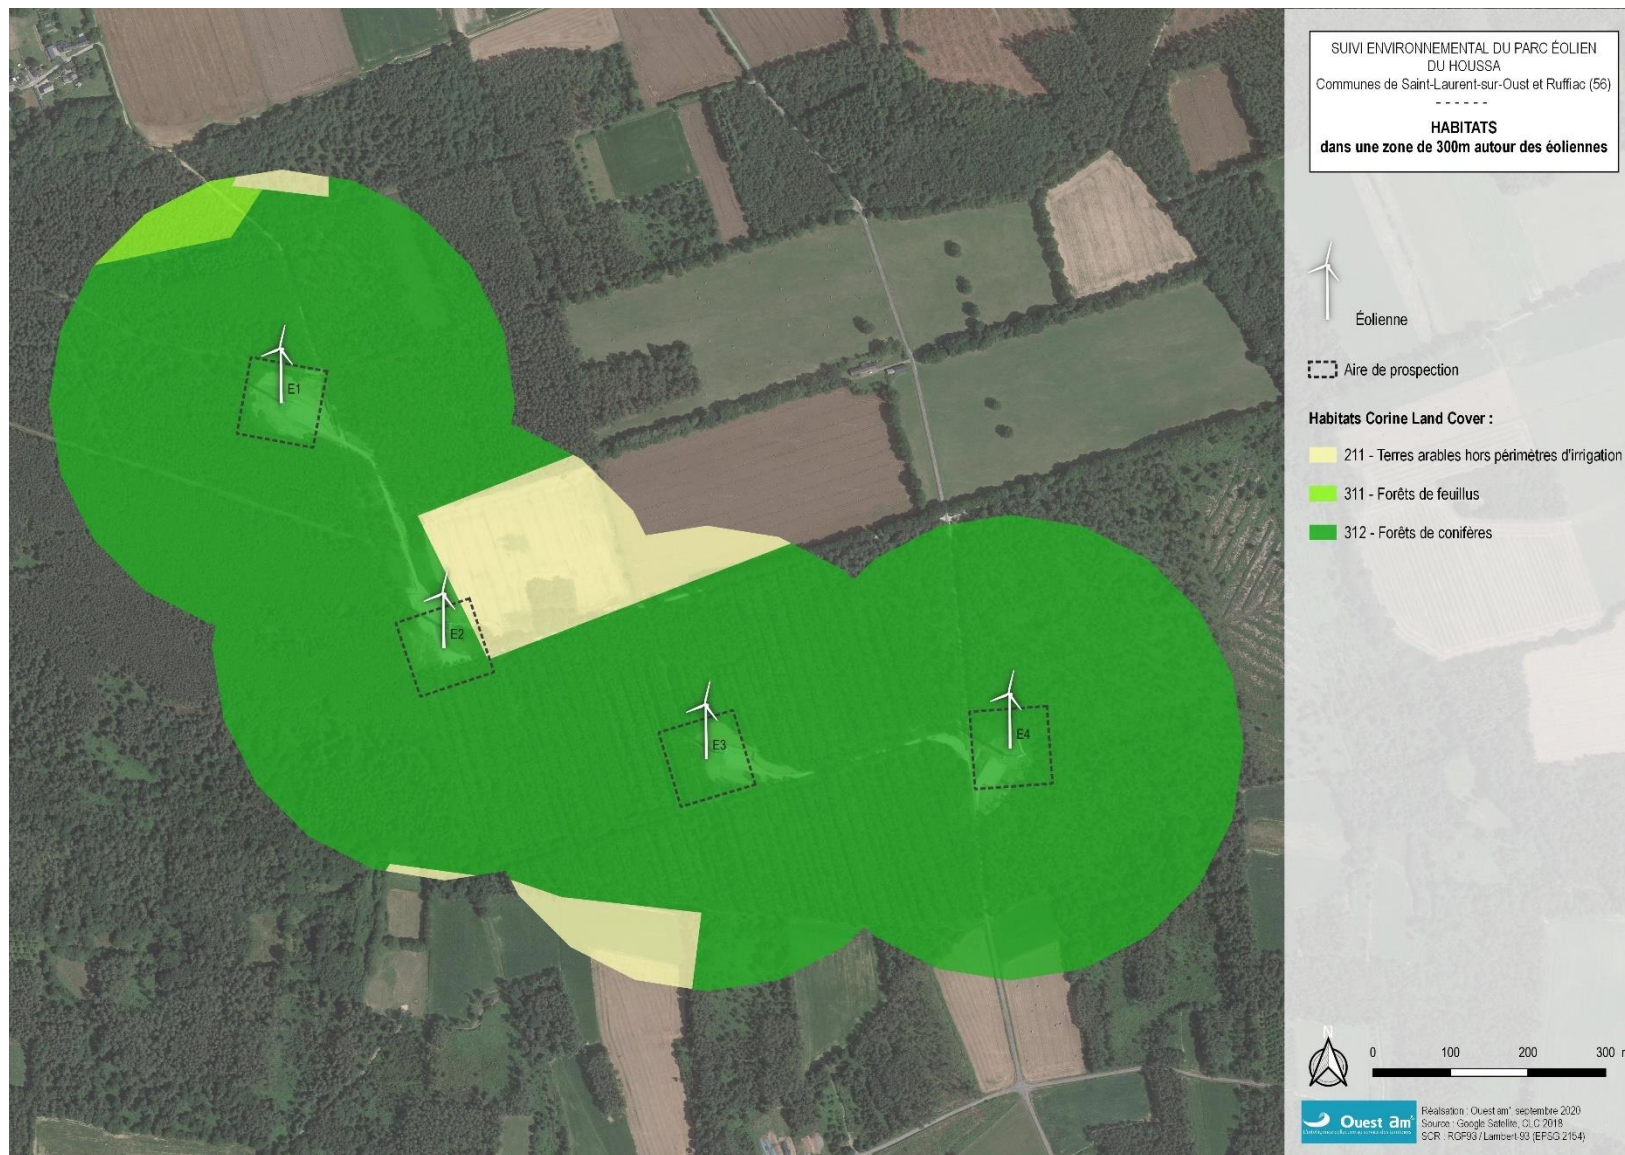 SUIVI ENVIRONNEMENTAL DU PARC ÉOLIEN
DU HOUSSA
Communes de Saint-Laurent-sur-Oust et Ruffiac (56)
- - - - - -
HABITATS
dans une zone de 300m autour des éoliennes
Éolienne
Aire de prospection
Habitats Corine Land Cover :
211 - Terres arables hors périmètres d'irrigation
311 - Forêts de feuillus
312 - Forêts de conifères
E1
E2
E3
E4
N
0 100 200 300
Ouest am'
Réalisation : Ouest am', septembre 2020
Source : Google Satellite, CLC 2018
SCR : RGF93 / Lambert-93 (EPSG 2154)